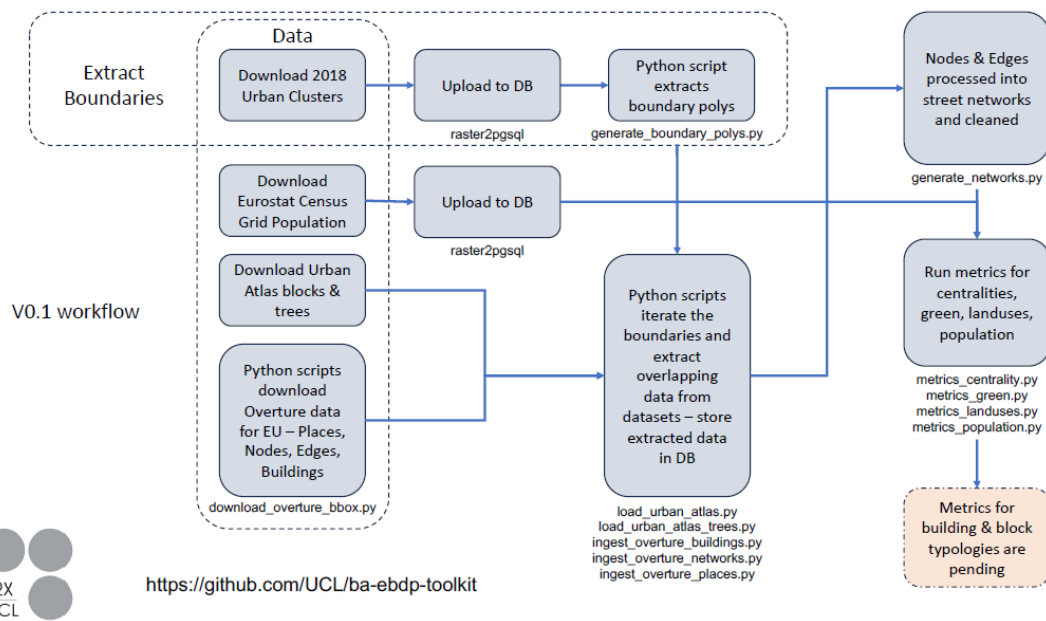 Data
Extract
Boundaries
Download 2018
Urban Clusters
Upload to DB
raster2pgsql
Python script
extracts
boundary polys
generate_boundary_polys.py
Nodes & Edges
processed into
street networks
and cleaned
generate_networks.py
Download
Eurostat Census
Grid Population
Upload to DB
raster2pgsql
Download Urban
Atlas blocks &
trees
V0.1 workflow
Python scripts
download
Overture data
for EU – Places,
Nodes, Edges,
Buildings
download_overture_bbox.py
Python scripts
iterate the
boundaries and
extract
overlapping
data from
datasets – store
extracted data
in DB
load_urban_atlas.py
load_urban_atlas_trees.py
ingest_overture_buildings.py
ingest_overture_networks.py
ingest_overture_places.py
Run metrics for
centralities,
green, landuses,
population
metrics_centrality.py
metrics_green.py
metrics_landuses.py
metrics_population.py
Metrics for
building & block
typologies are
pending
https://github.com/UCL/ba-ebdp-toolkit